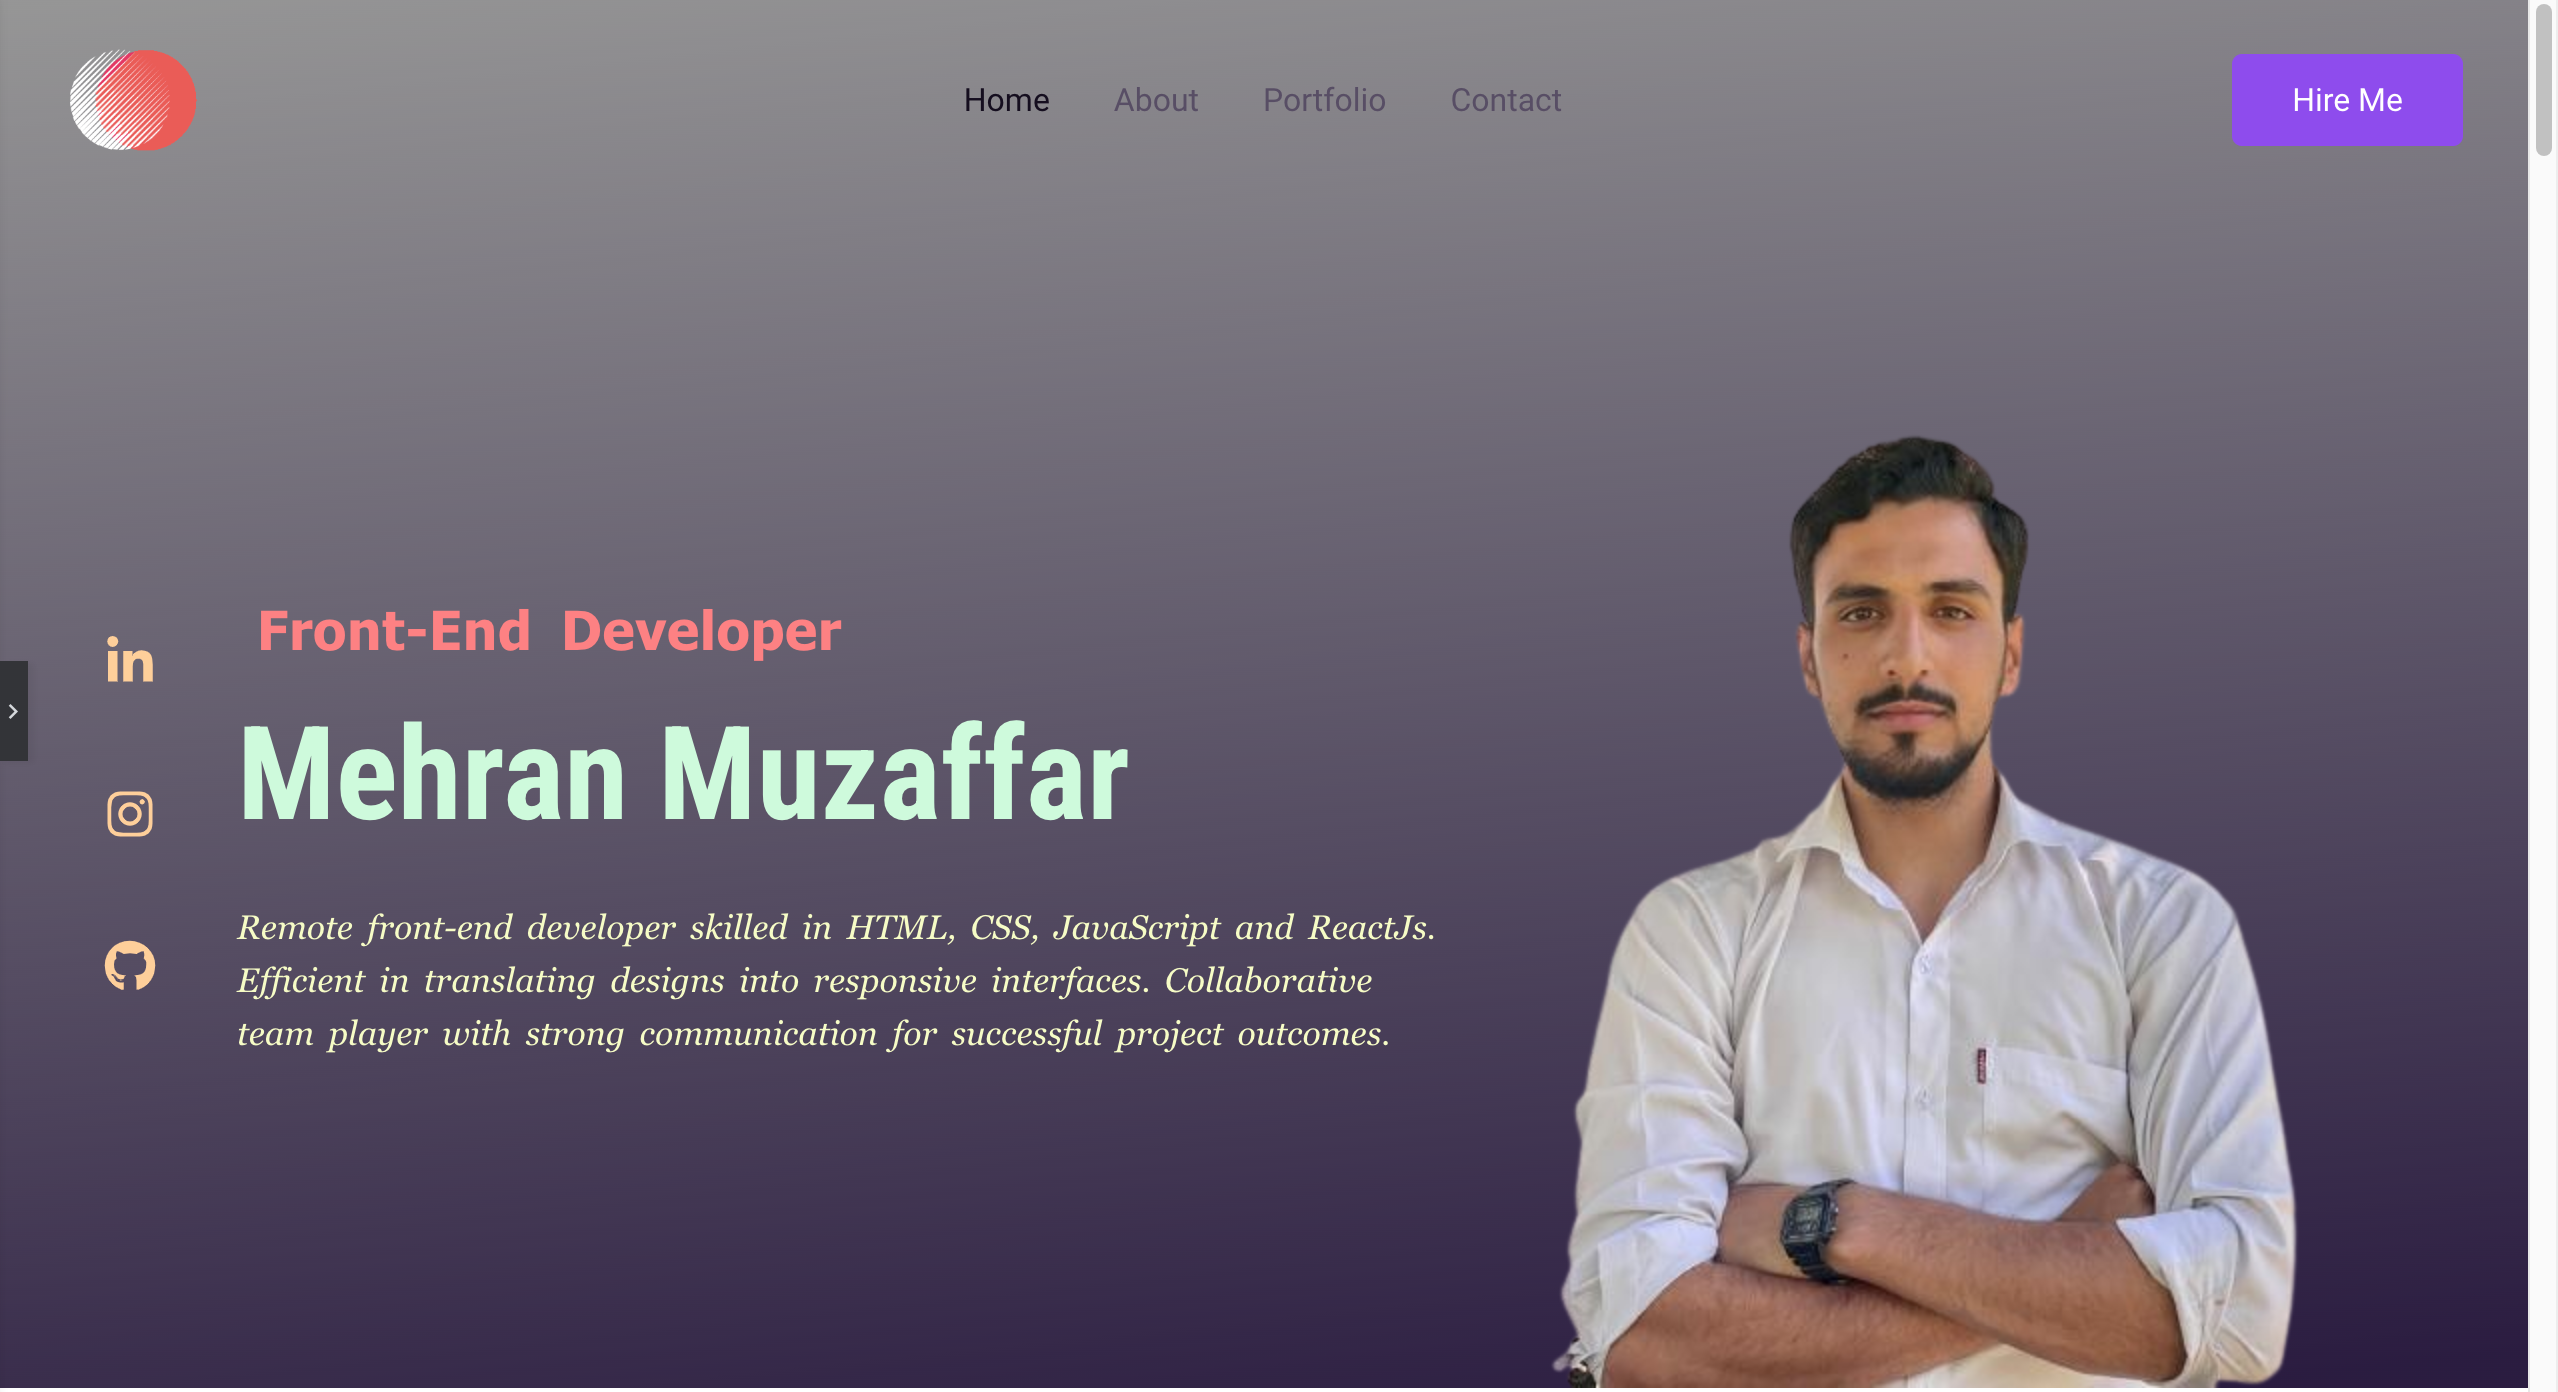 Home About Portfolio Contact
Hire Me
Front-End Developer
Mehran Muzaffar
Remote front-end developer skilled in HTML, CSS, JavaScript and ReactJs.
Efficient in translating designs into responsive interfaces. Collaborative
team player with strong communication for successful project outcomes.